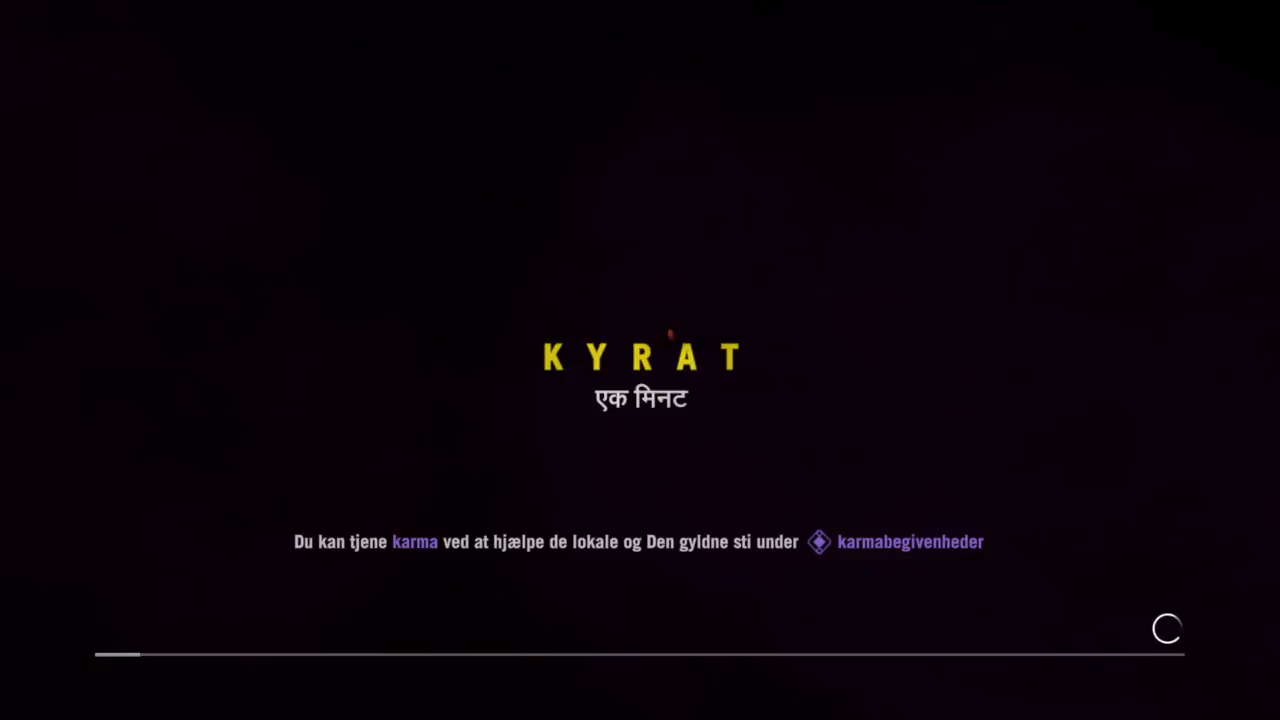 KYRAT
एक मिनट
Du kan tjene karma ved at hjælpe de lokale og Den gyldne sti under karmabegivenheder